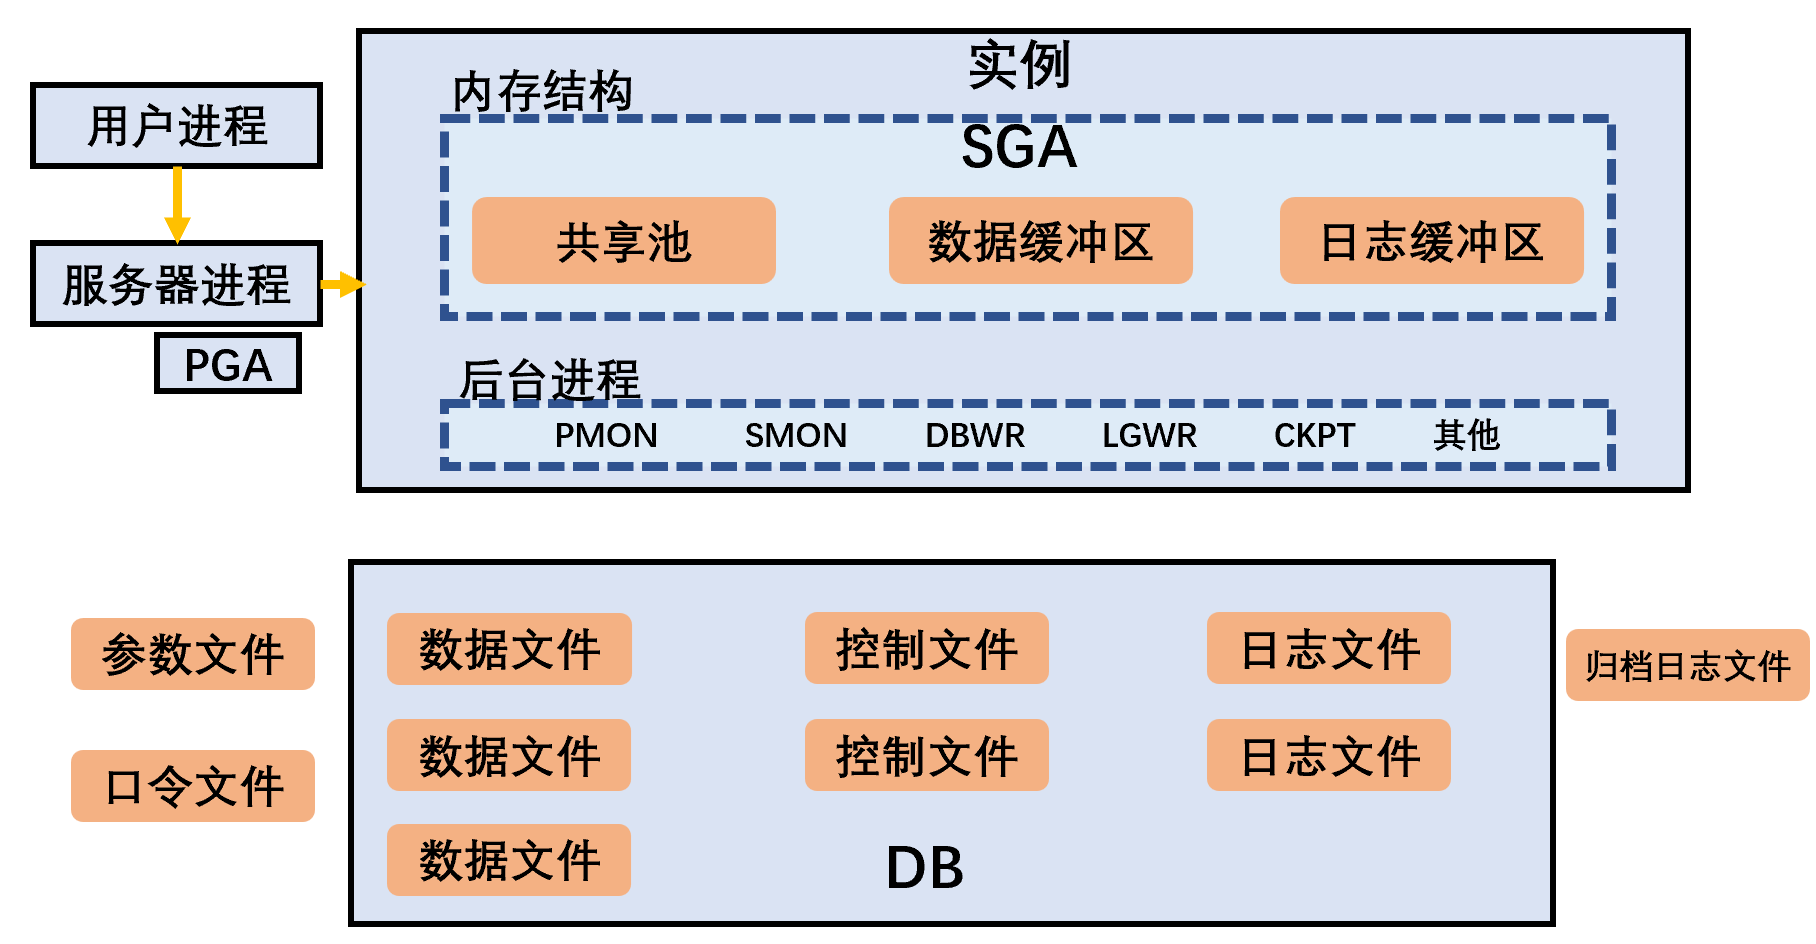 实例
内存结构
用户进程
SGA
共享池
数据缓冲区
日志缓冲区
服务器进程
PGA
后台进程
PMON
SMON
DBWR
LGWR
CKPT
其他
参数文件
数据文件
控制文件
日志文件
归档日志文件
口令文件
数据文件
控制文件
日志文件
数据文件
DB